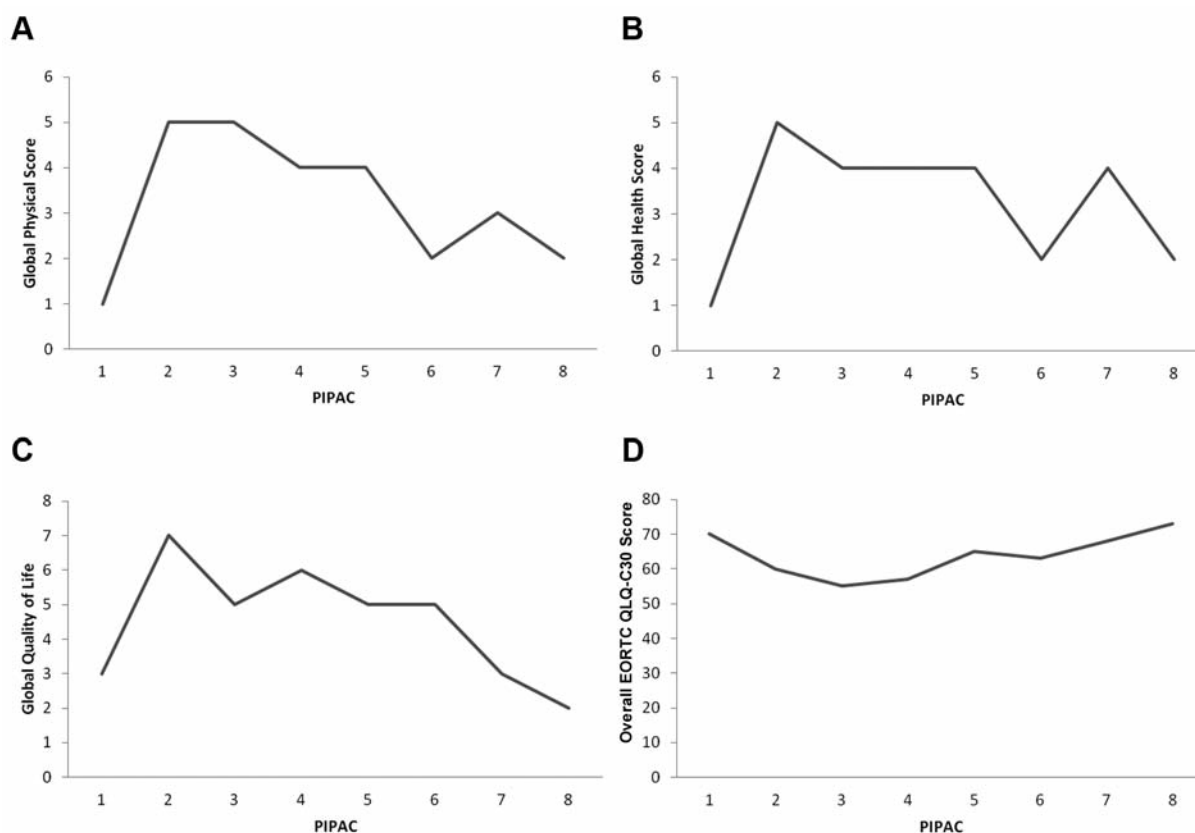 A
Global Physical Score
6
5
4
3
2
1
0
1 2 3 4 5 6 7 8
PIPAC
B
Global Health Score
6
5
4
3
2
1
0
1 2 3 4 5 6 7 8
PIPAC
C
Global Quality of Life
8
7
6
5
4
3
2
1
0
1 2 3 4 5 6 7 8
PIPAC
D
Overall EORTC QLQ-C30 Score
80
70
60
50
40
30
20
10
0
1 2 3 4 5 6 7 8
PIPAC